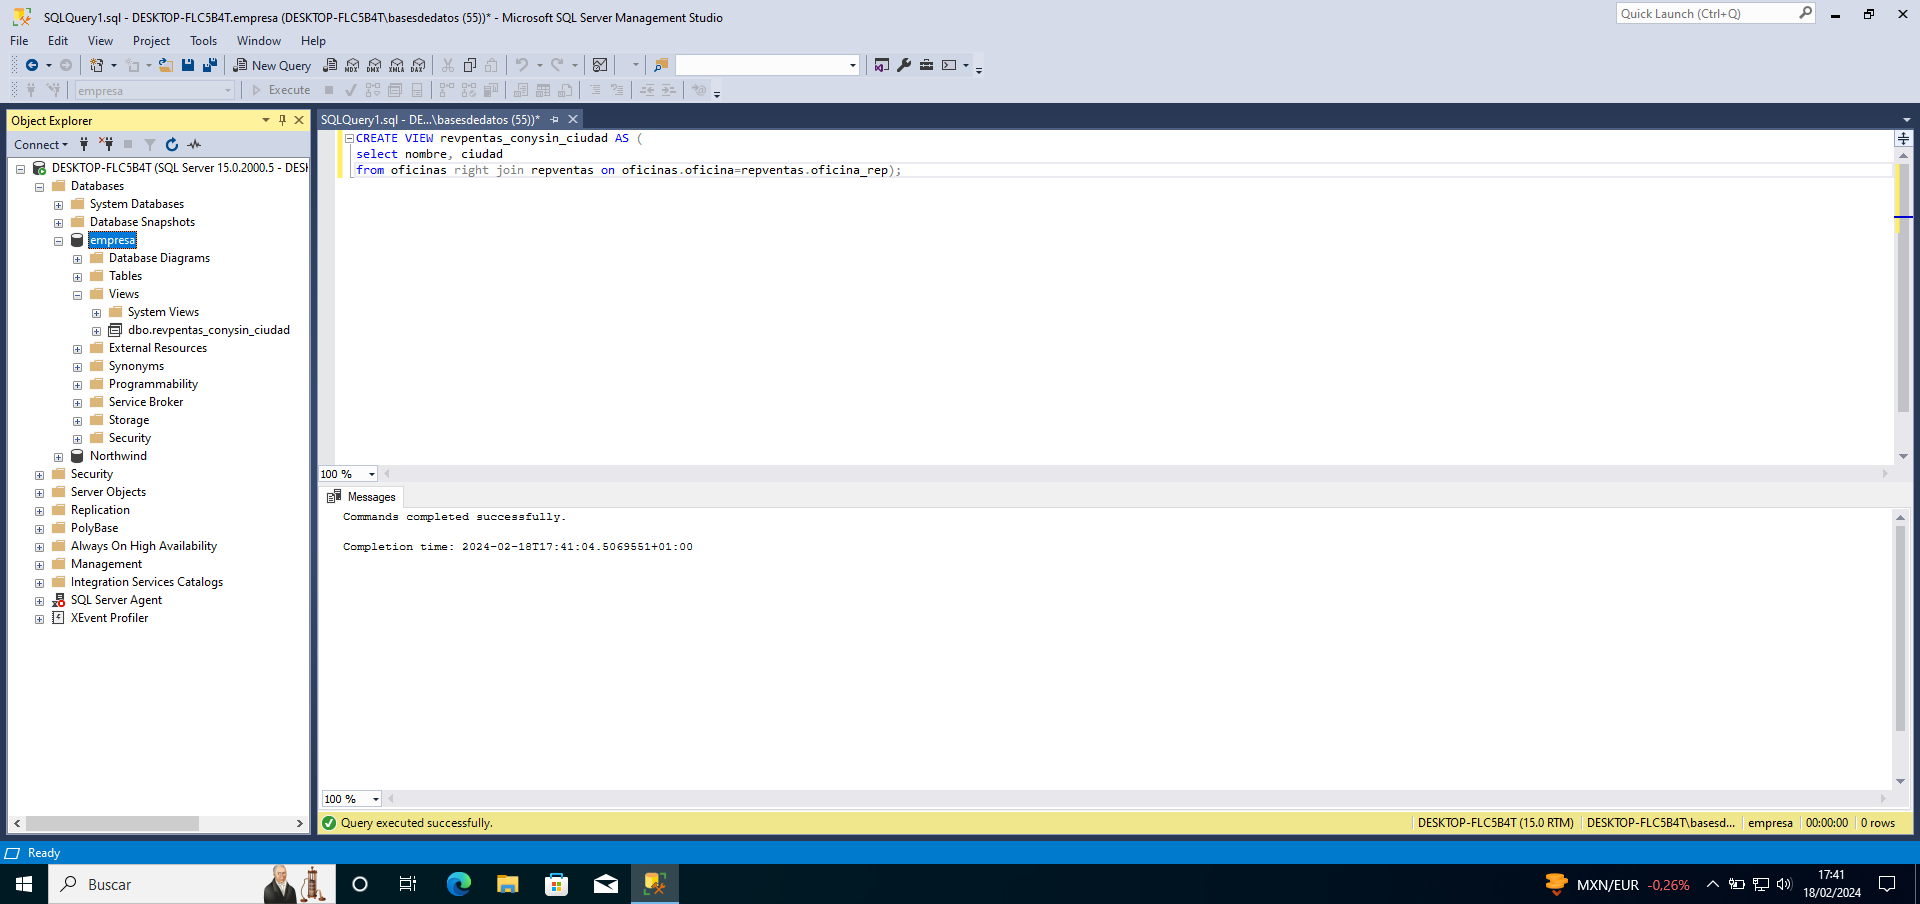 SQLQuery1.sql - DESKTOP-FLC5B4T.empresa (DESKTOP-FLC5B4T\basesdedatos (55))* - Microsoft SQL Server Management Studio
Quick Launch (Ctrl+Q)
File Edit View Project Tools Window Help
New Query MDX DMX XMLA DAX
empresa Execute
Object Explorer
SQLQuery1.sql - DE...\basesdedatos (55))*
Connect
DESKTOP-FLC5B4T (SQL Server 15.0.2000.5 - DESK
Databases
System Databases
Database Snapshots
empresa
Database Diagrams
Tables
Views
System Views
dbo.revpentas_conysin_ciudad
External Resources
Synonyms
Programmability
Service Broker
Storage
Security
Northwind
Security
Server Objects
Replication
PolyBase
Always On High Availability
Management
Integration Services Catalogs
SQL Server Agent
XEvent Profiler
CREATE VIEW revpentas_conysin_ciudad AS (
select nombre, ciudad
from oficinas right join repventas on oficinas.oficina=repventas.oficina_rep);
100 %
Messages
Commands completed successfully.
Completion time: 2024-02-18T17:41:04.5069551+01:00
100 %
Query executed successfully.
DESKTOP-FLC5B4T (15.0 RTM) DESKTOP-FLC5B4T\basesd... empresa 00:00:00 0 rows
Ready
Buscar
MXN/EUR -0,26%
17:41
18/02/2024